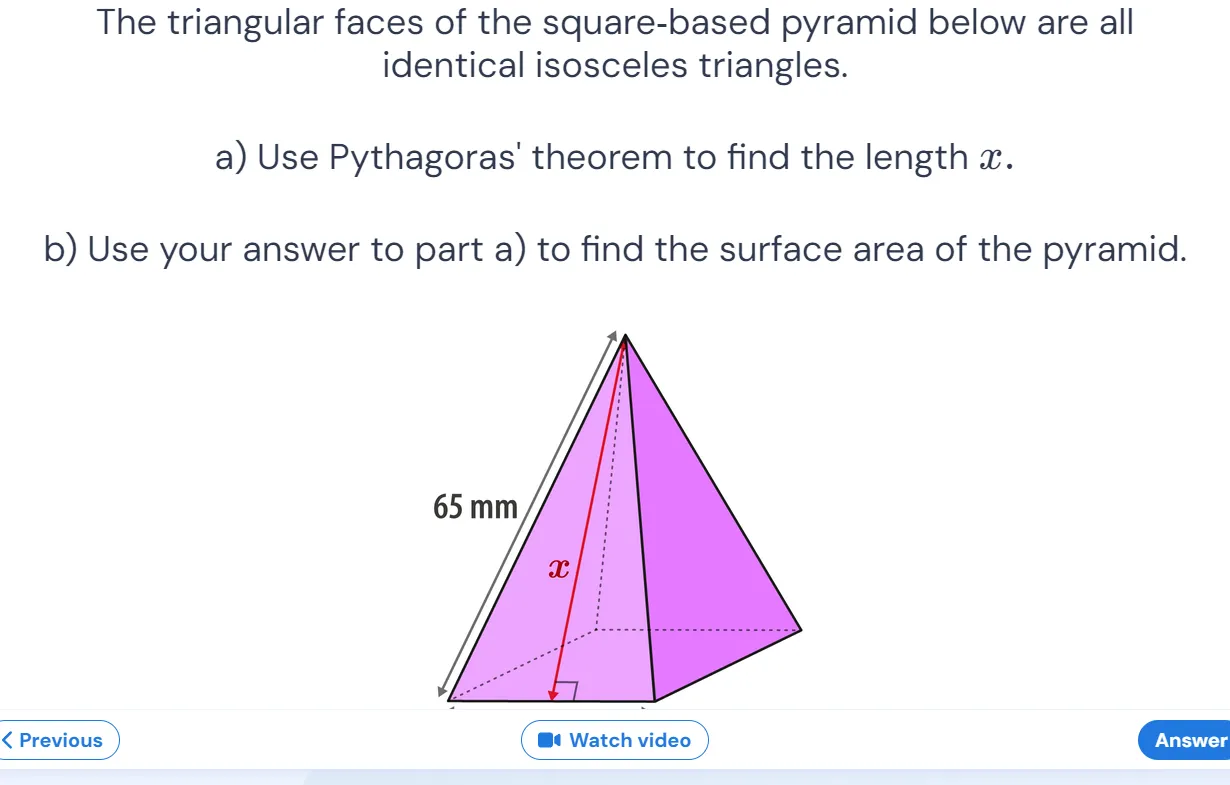 The triangular faces of the square-based pyramid below are all
identical isosceles triangles.
a) Use Pythagoras' theorem to find the length x.
b) Use your answer to part a) to find the surface area of the pyramid.
65 mm
x
Previous
Watch video
Answer